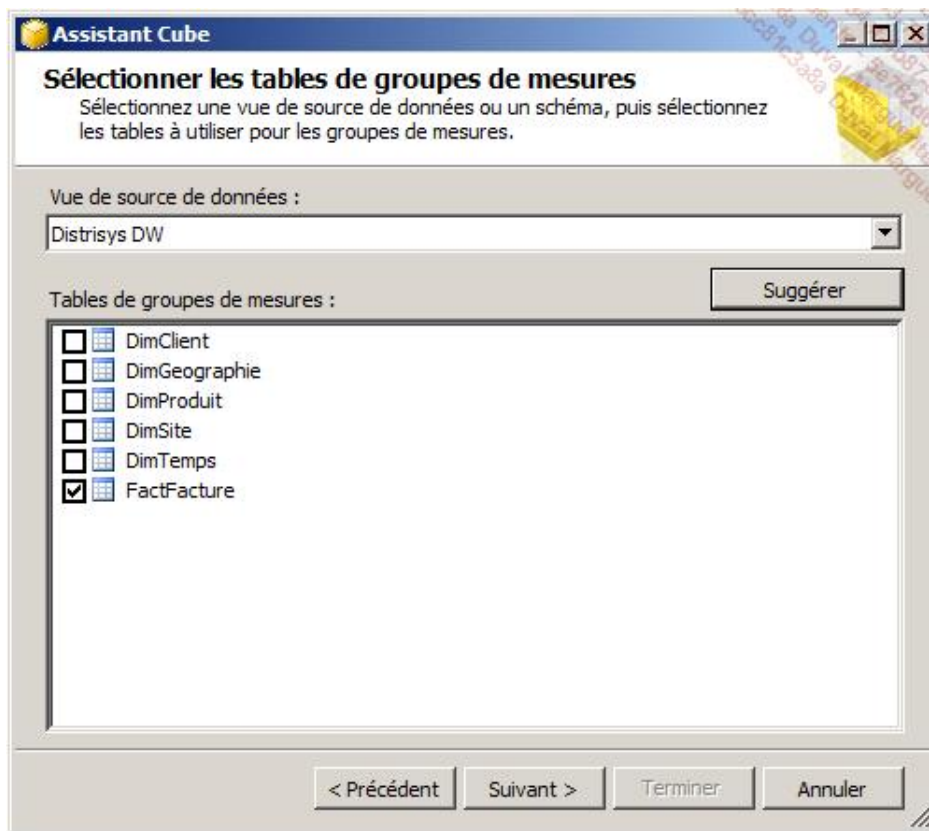 Assistant Cube
Sélectionner les tables de groupes de mesures
Sélectionnez une vue de source de données ou un schéma, puis sélectionnez
les tables à utiliser pour les groupes de mesures.
Vue de source de données :
Distrisys DW
Suggérer
Tables de groupes de mesures :
DimClient
DimGeographie
DimProduit
DimSite
DimTemps
FactFacture
< Précédent
Suivant >
Terminer
Annuler